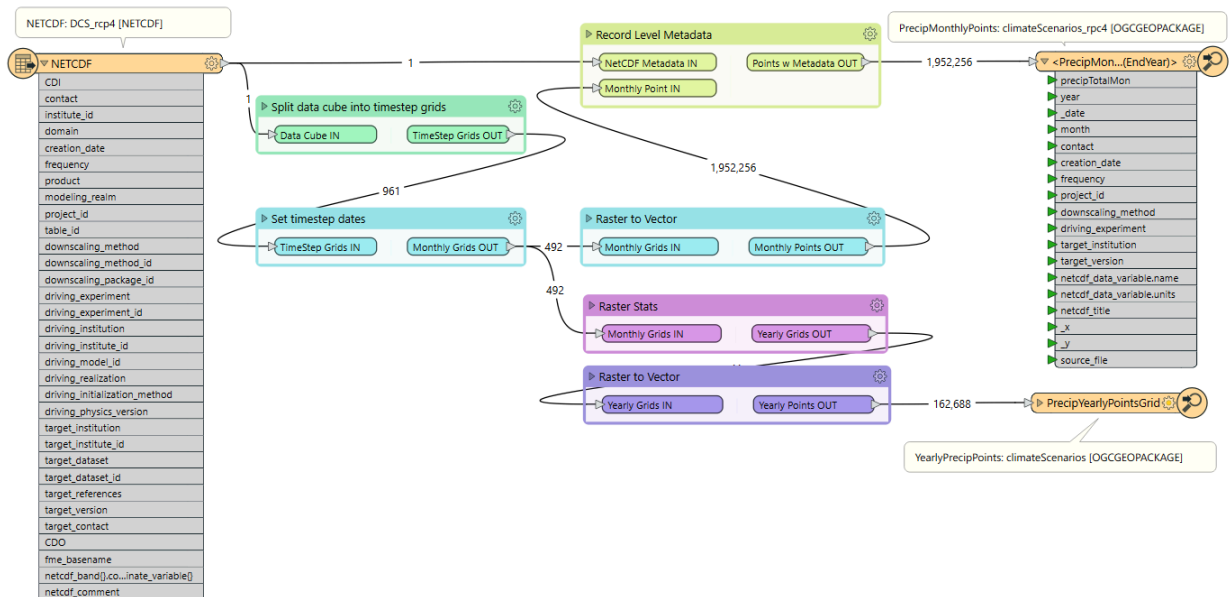 NETCDF: DCS_rcp4 [NETCDF]
NETCDF
CDI
contact
institute_id
domain
creation_date
frequency
product
modeling_realm
project_id
table_id
downscaling_method
downscaling_method_id
downscaling_package_id
driving_experiment
driving_experiment_id
driving_institution
driving_institute_id
driving_model_id
driving_realization
driving_initialization_method
driving_physics_version
target_institution
target_institute_id
target_dataset
target_dataset_id
target_references
target_version
target_contact
CDO
fme_basename
netcdf_band{}.co...inate_variable{}
netcdf_comment
1
1
Split data cube into timestep grids
Data Cube IN
TimeStep Grids OUT
961
Set timestep dates
TimeStep Grids IN
Monthly Grids OUT
492
492
Record Level Metadata
NetCDF Metadata IN
Points w Metadata OUT
Monthly Point IN
1,952,256
1,952,256
Raster to Vector
Monthly Grids IN
Monthly Points OUT
Raster Stats
Monthly Grids IN
Yearly Grids OUT
Raster to Vector
Yearly Grids IN
Yearly Points OUT
162,688
PrecipMonthlyPoints: climateScenarios_rpc4 [OGCGEOPACKAGE]
<PrecipMon...(EndYear)>
precipTotalMon
year
_date
month
contact
creation_date
frequency
project_id
downscaling_method
driving_experiment
target_institution
target_version
netcdf_data_variable.name
netcdf_data_variable.units
netcdf_title
_x
_y
source_file
PrecipYearlyPointsGrid
YearlyPrecipPoints: climateScenarios [OGCGEOPACKAGE]